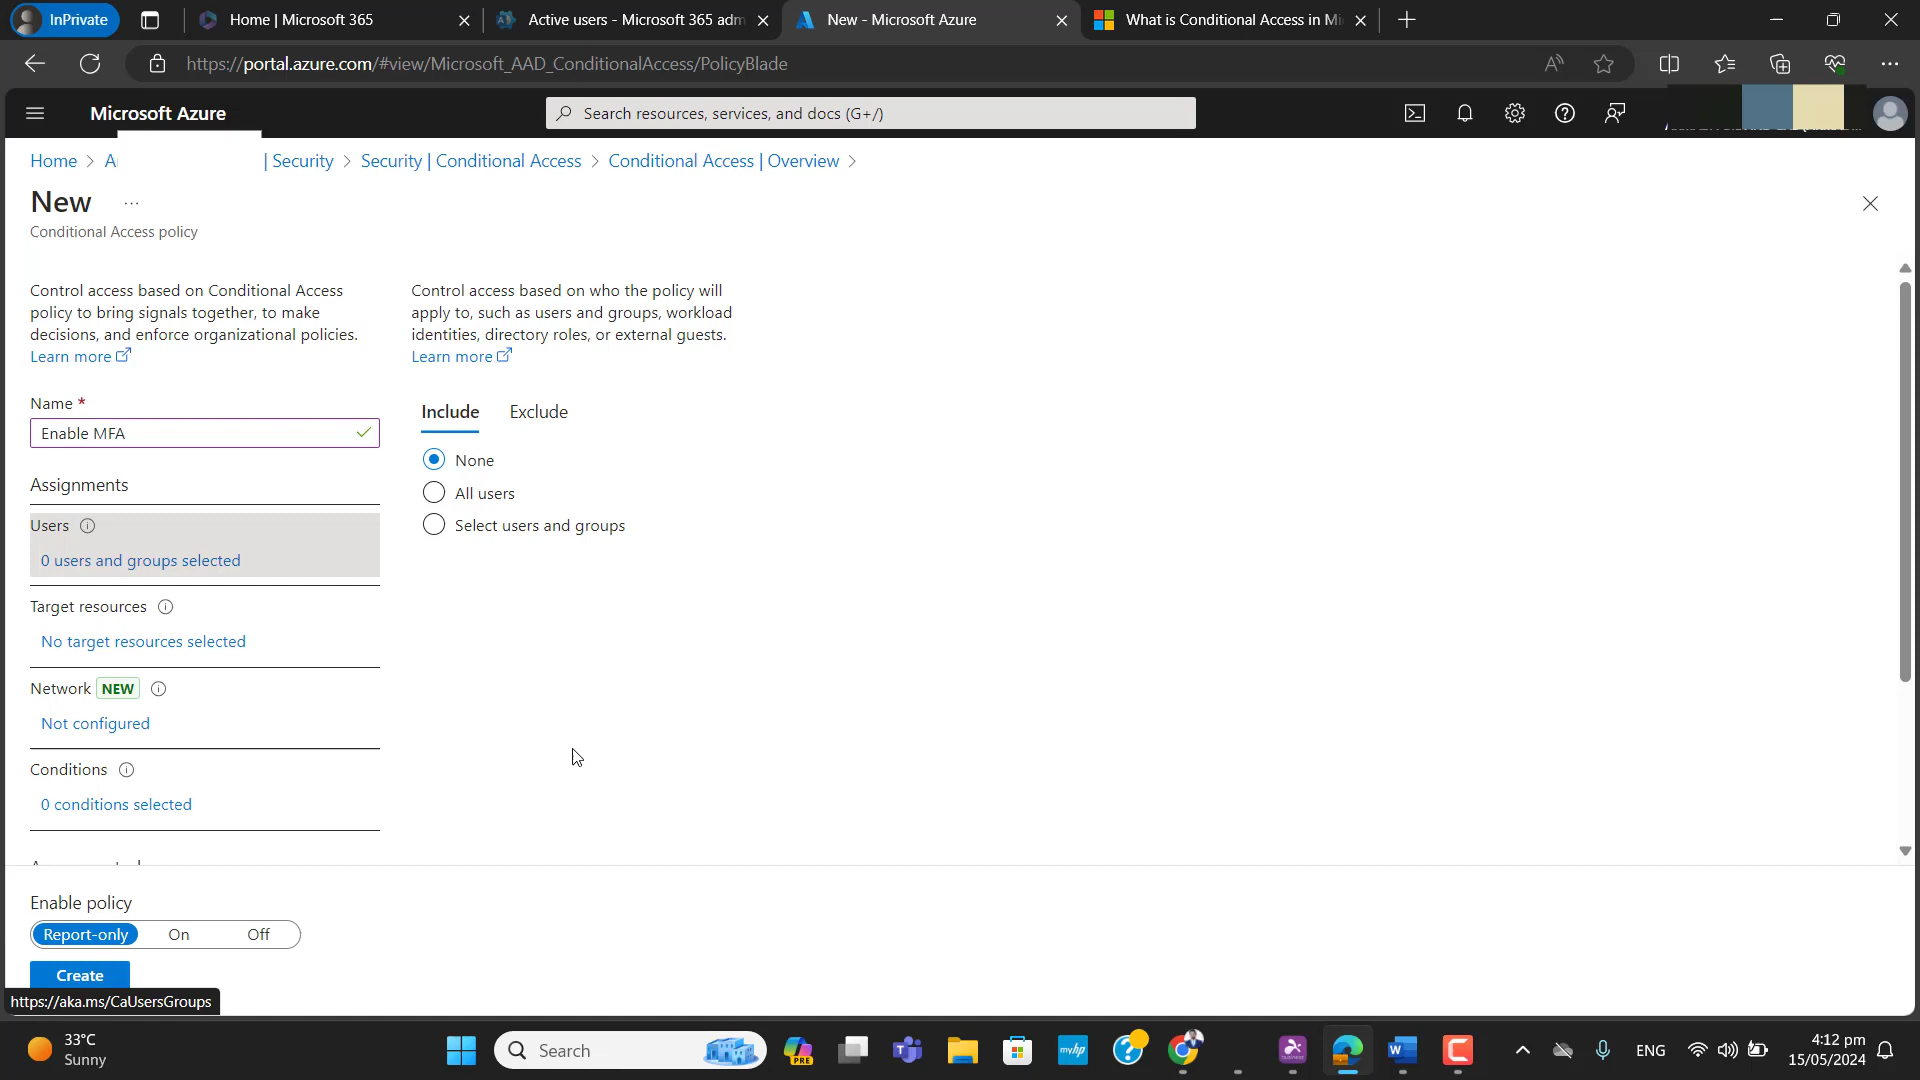 InPrivate
Home | Microsoft 365
Active users - Microsoft 365 adm
New - Microsoft Azure
What is Conditional Access in Mi
https://portal.azure.com/#view/Microsoft_AAD_ConditionalAccess/PolicyBlade
Microsoft Azure
Search resources, services, and docs (G+/)
Home > A | Security > Security | Conditional Access > Conditional Access | Overview >
New ...
Conditional Access policy
Control access based on Conditional Access
policy to bring signals together, to make
decisions, and enforce organizational policies.
Learn more
Name *
Enable MFA
Assignments
Users
0 users and groups selected
Target resources
No target resources selected
Network NEW
Not configured
Conditions
0 conditions selected
Control access based on who the policy will
apply to, such as users and groups, workload
identities, directory roles, or external guests.
Learn more
Include Exclude
None
All users
Select users and groups
Enable policy
Report-only On Off
Create
https://aka.ms/CaUsersGroups
33°C
Sunny
Search
PRE
myhp
ENG
4:12 pm
15/05/2024